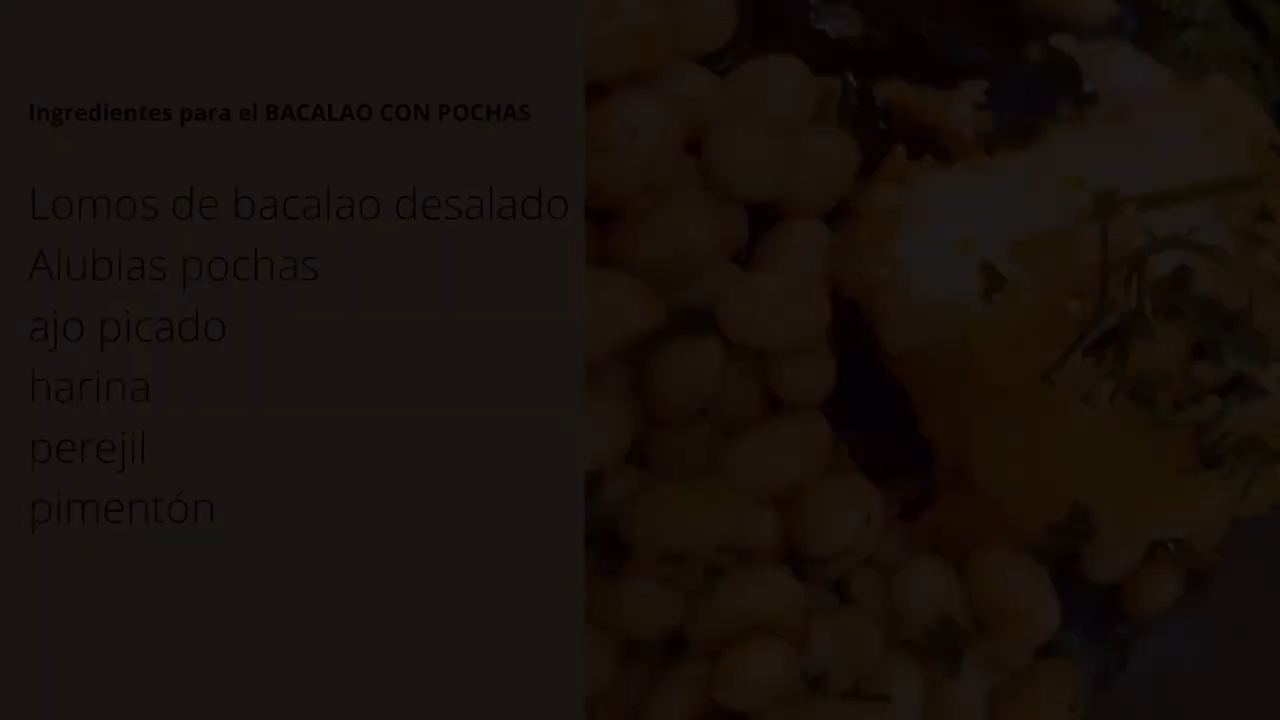 Ingredientes para el BACALAO CON POCHAS
Lomos de bacalao desalado
Alubias pochas
ajo picado
harina
perejil
pimentón